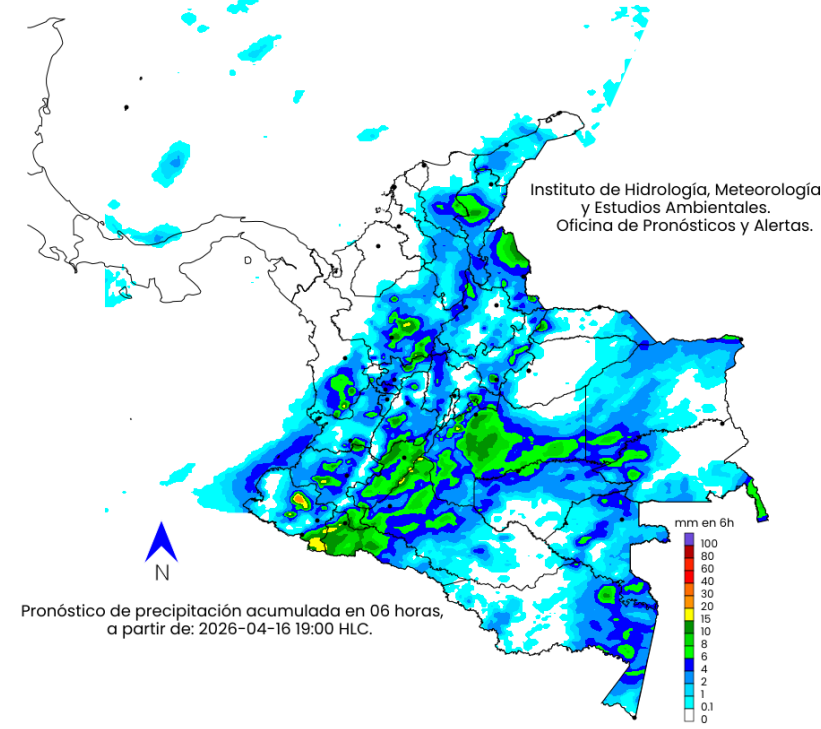 Instituto de Hidrología, Meteorología
y Estudios Ambientales.
Oficina de Pronósticos y Alertas.
mm en 6h
100
80
60
40
30
20
15
10
8
6
4
2
1
0.1
0
N
Pronóstico de precipitación acumulada en 06 horas,
a partir de: 2026-04-16 19:00 HLC.